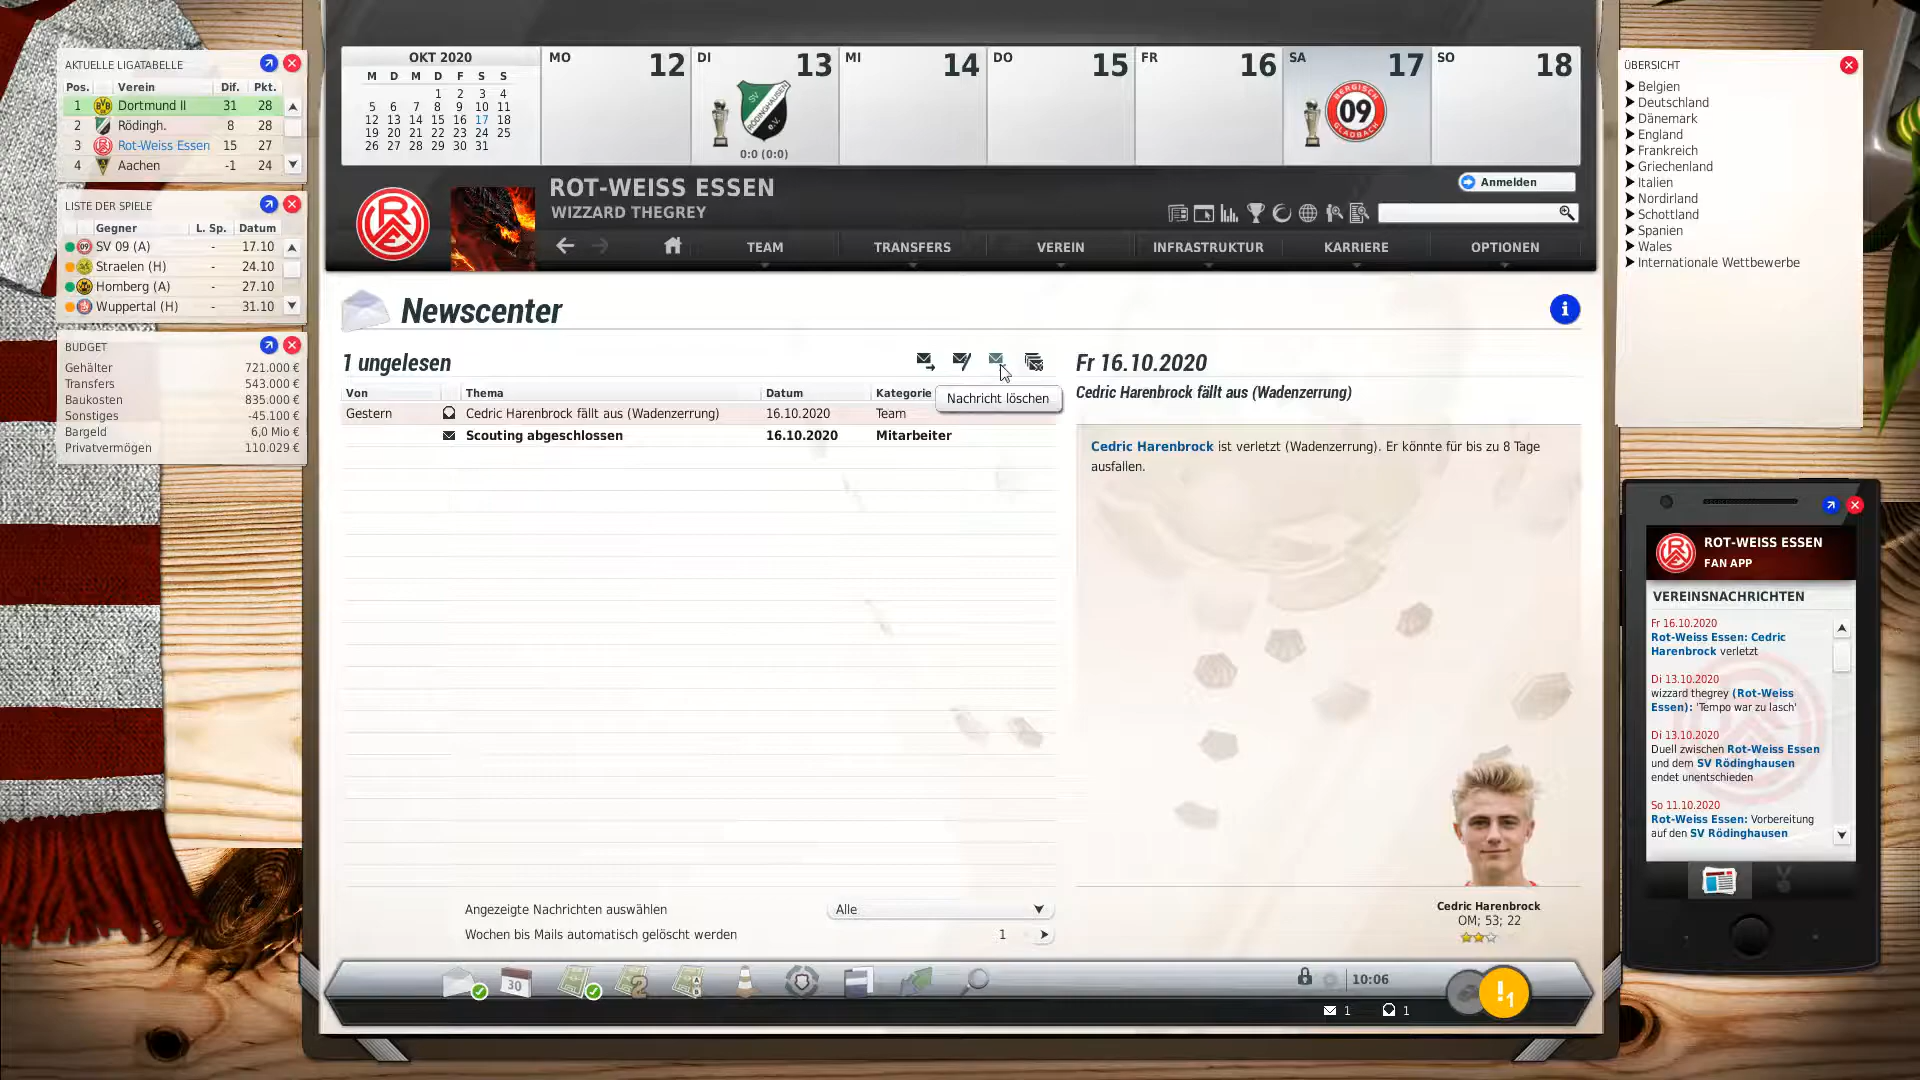 AKTUELLE LIGATABELLE
Pos. Verein Dif. Pkt.
1 Dortmund II 31 28
2 Rödingh. 8 28
3 Rot-Weiss Essen 15 27
4 Aachen -1 24
LISTE DER SPIELE
Gegner L. Sp. Datum
SV 09 (A) - 17.10
Straelen (H) - 24.10
Homberg (A) - 27.10
Wuppertal (H) - 31.10
BUDGET
Gehälter 721.000 €
Transfers 543.000 €
Baukosten 835.000 €
Sonstiges -45.100 €
Bargeld 6,0 Mio €
Privatvermögen 110.029 €
OKT 2020
M D M D F S S
1 2 3 4
5 6 7 8 9 10 11
12 13 14 15 16 17 18
19 20 21 22 23 24 25
26 27 28 29 30 31
MO 12
DI 13
SV
RÖDINGHAUSEN
e.V.
0:0 (0:0)
MI 14
DO 15
FR 16
SA 17
BERGISCH
09
GLADBACH
SO 18
ROT-WEISS ESSEN
WIZZARD THEGREY
Anmelden
TEAM
TRANSFERS
VEREIN
INFRASTRUKTUR
KARRIERE
OPTIONEN
Newscenter
1 ungelesen
Von Thema Datum Kategorie
Nachricht löschen
Gestern Cedric Harenbrock fällt aus (Wadenzerrung) 16.10.2020 Team
Scouting abgeschlossen 16.10.2020 Mitarbeiter
Fr 16.10.2020
Cedric Harenbrock fällt aus (Wadenzerrung)
Cedric Harenbrock ist verletzt (Wadenzerrung). Er könnte für bis zu 8 Tage
ausfallen.
Cedric Harenbrock
OM; 53; 22
Angezeigte Nachrichten auswählen Alle
Wochen bis Mails automatisch gelöscht werden 1
30
2
10:06
1 1
!1
ÜBERSICHT
Belgien
Deutschland
Dänemark
England
Frankreich
Griechenland
Italien
Nordirland
Schottland
Spanien
Wales
Internationale Wettbewerbe
ROT-WEISS ESSEN
FAN APP
VEREINSNACHRICHTEN
Fr 16.10.2020
Rot-Weiss Essen: Cedric
Harenbrock verletzt
Di 13.10.2020
wizzard thegrey (Rot-Weiss
Essen): 'Tempo war zu lasch'
Di 13.10.2020
Duell zwischen Rot-Weiss Essen
und dem SV Rödinghausen
endet unentschieden
So 11.10.2020
Rot-Weiss Essen: Vorbereitung
auf den SV Rödinghausen